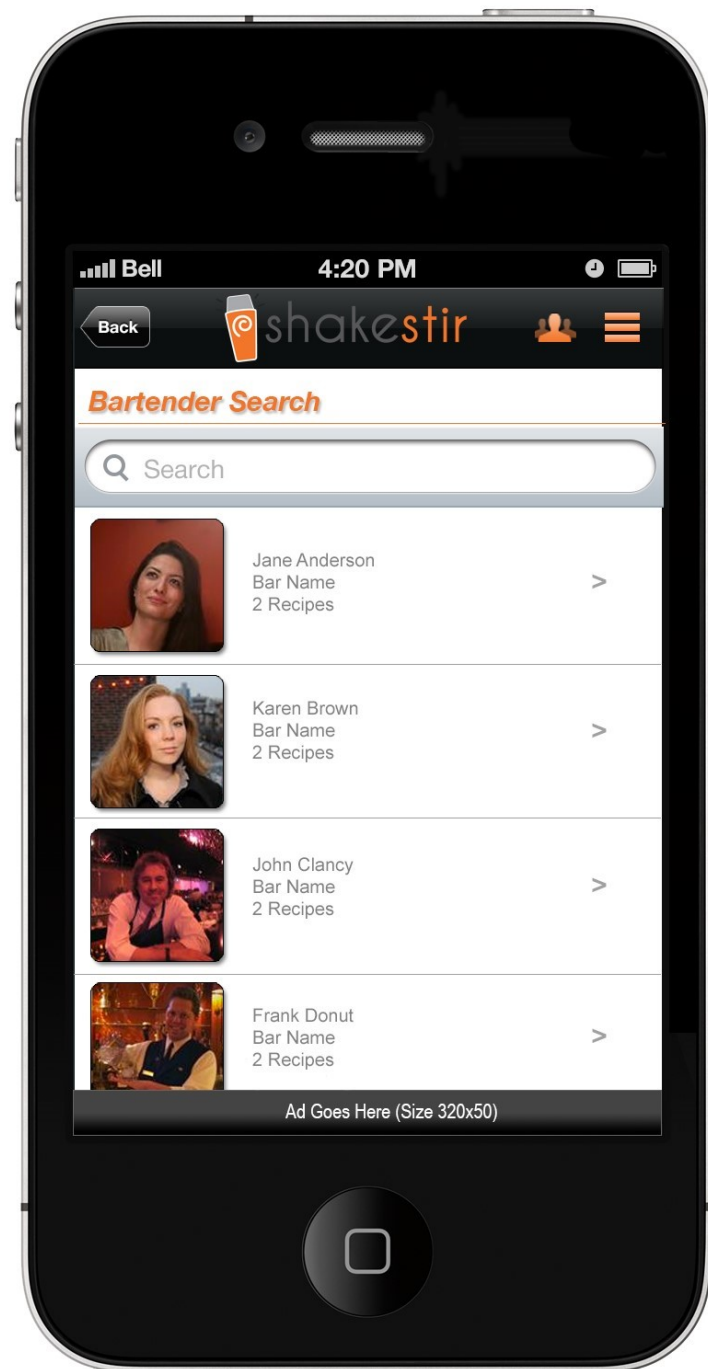 Bell 4:20 PM
Back shakestir
Bartender Search
Search
Jane Anderson
Bar Name
2 Recipes
>
Karen Brown
Bar Name
2 Recipes
>
John Clancy
Bar Name
2 Recipes
>
Frank Donut
Bar Name
2 Recipes
>
Ad Goes Here (Size 320x50)